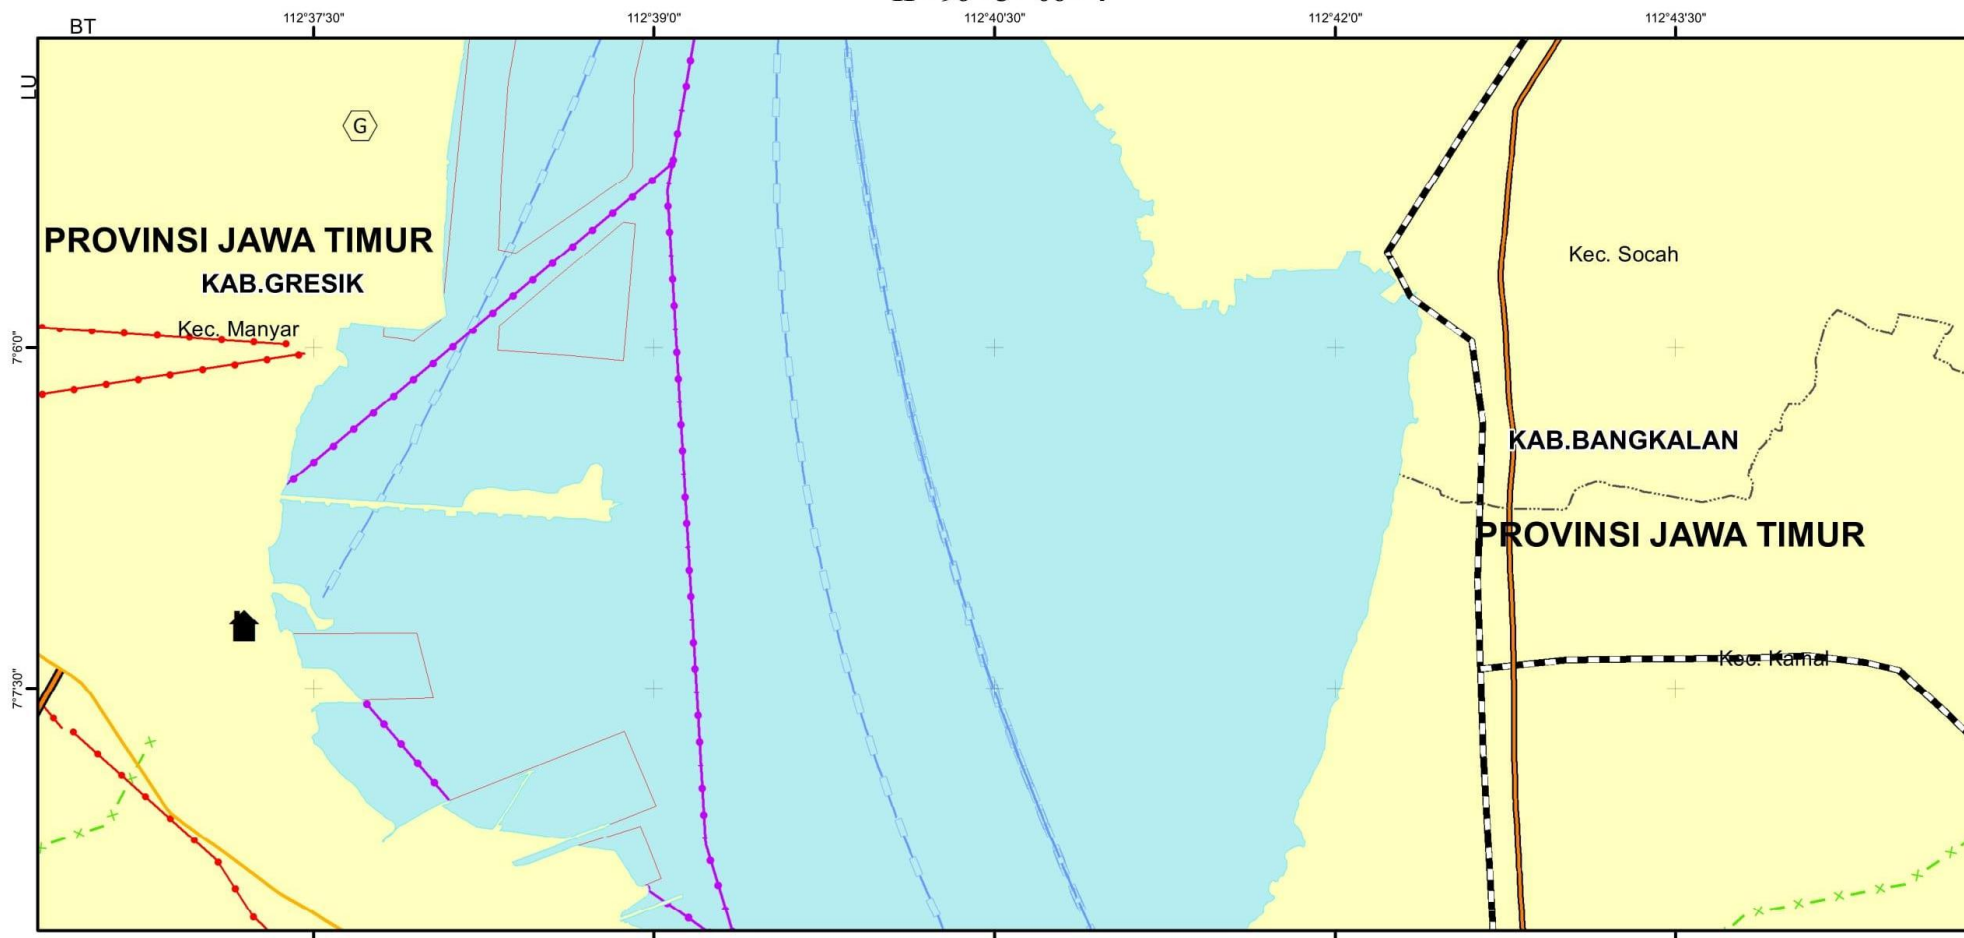 BT
112°37'30"
112°39'0"
112°40'30"
112°42'0"
112°43'30"
LU
G
PROVINSI JAWA TIMUR
KAB.GRESIK
Kec. Socah
Kec. Manyar
7°6'0"
KAB.BANGKALAN
PROVINSI JAWA TIMUR
Kec. Kamal
7°7'30"